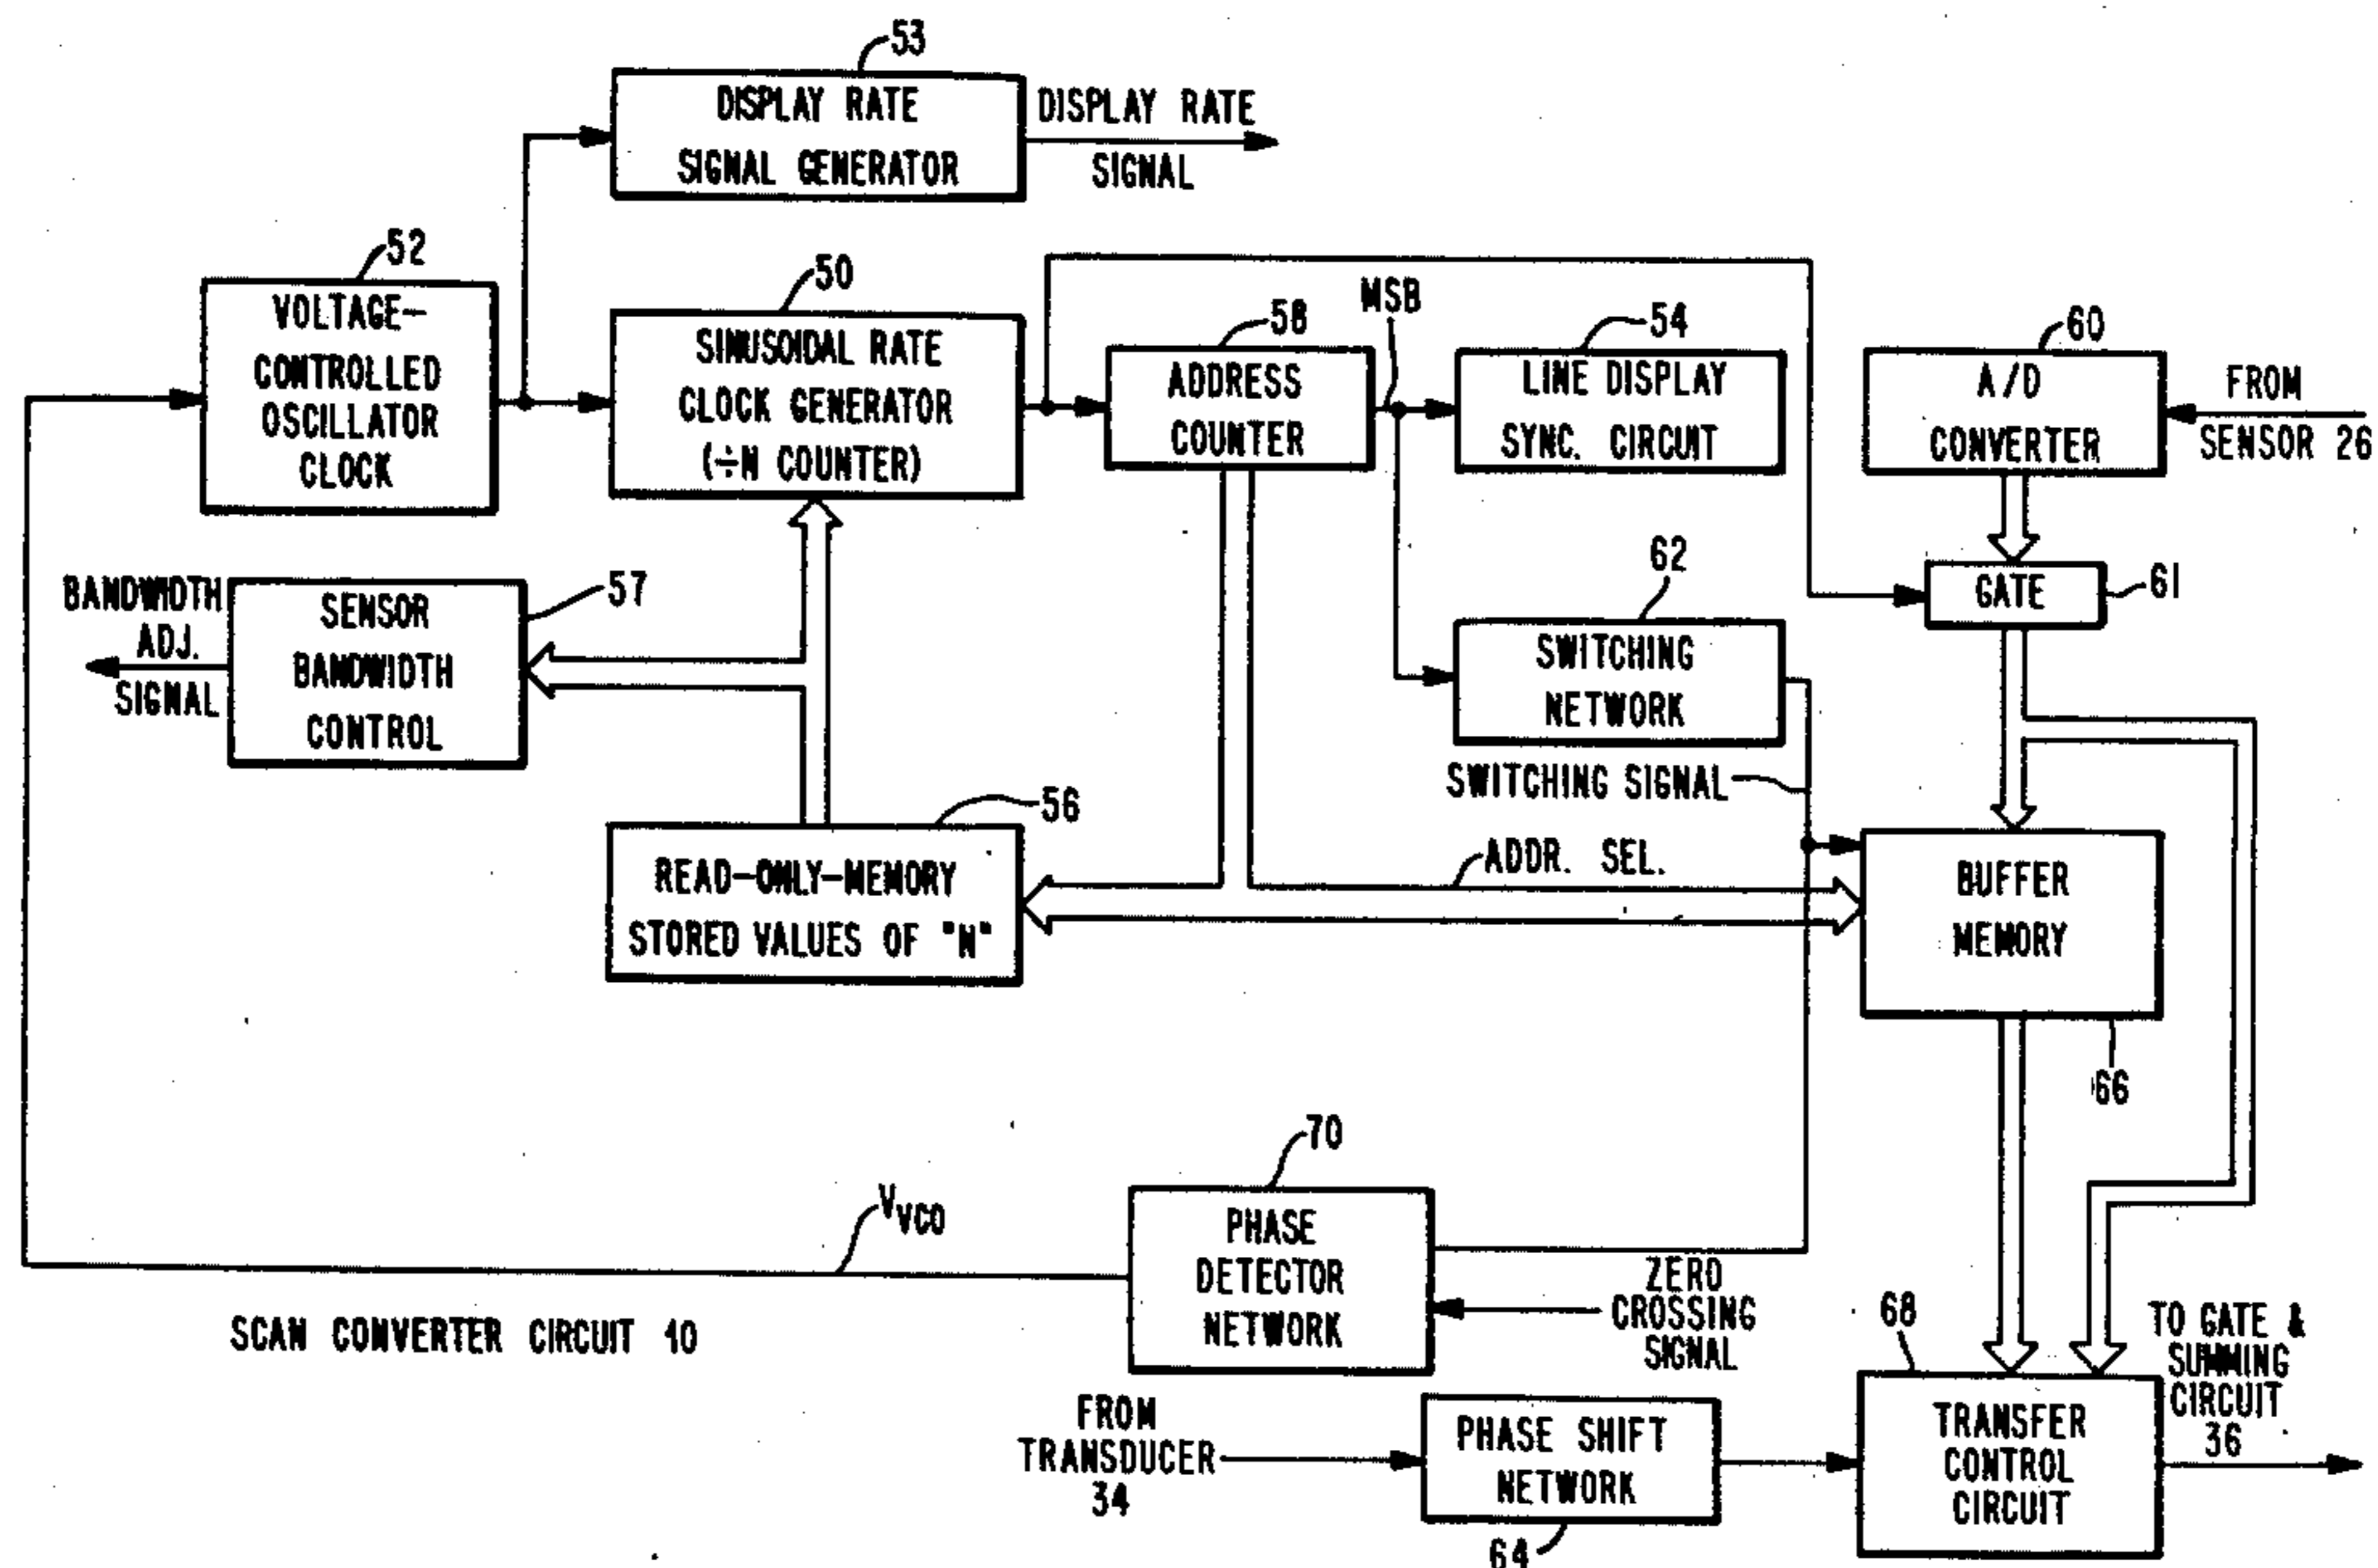 53
DISPLAY RATE
SIGNAL GENERATOR
DISPLAY RATE
SIGNAL
52
VOLTAGE-
CONTROLLED
OSCILLATOR
CLOCK
50
SINUSOIDAL RATE
CLOCK GENERATOR
(÷N COUNTER)
58
ADDRESS
COUNTER
MSB
54
LINE DISPLAY
SYNC. CIRCUIT
60
A/D
CONVERTER
FROM
SENSOR 26
GATE
61
BANDWIDTH
ADJ.
SIGNAL
57
SENSOR
BANDWIDTH
CONTROL
62
SWITCHING
NETWORK
SWITCHING SIGNAL
56
READ-ONLY-MEMORY
STORED VALUES OF "N"
ADDR. SEL.
BUFFER
MEMORY
66
70
PHASE
DETECTOR
NETWORK
VVCO
ZERO
CROSSING
SIGNAL
SCAN CONVERTER CIRCUIT 40
FROM
TRANSDUCER
34
PHASE SHIFT
NETWORK
64
68
TRANSFER
CONTROL
CIRCUIT
TO GATE &
SUMMING
CIRCUIT
36